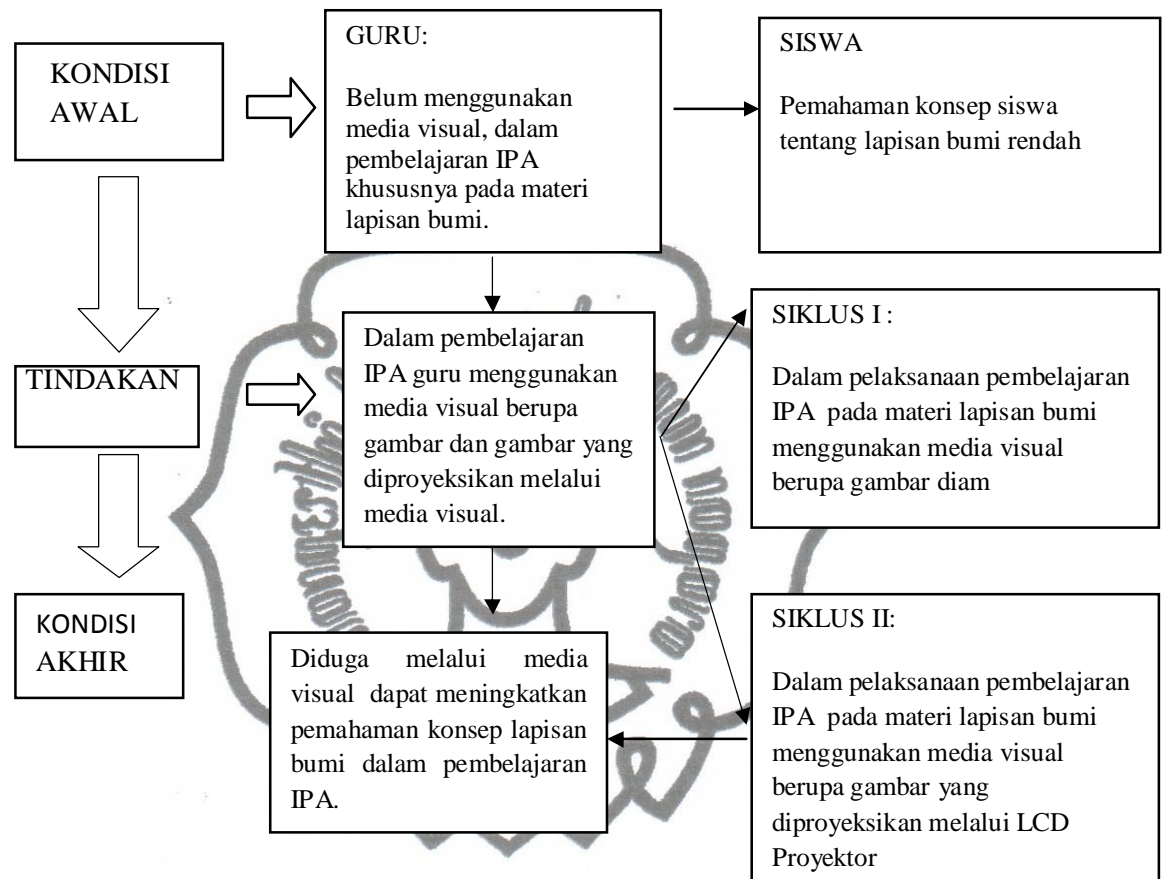 KONDISI
AWAL
GURU:
Belum menggunakan
media visual, dalam
pembelajaran IPA
khususnya pada materi
lapisan bumi.
SISWA
Pemahaman konsep siswa
tentang lapisan bumi rendah
TINDAKAN
Dalam pembelajaran
IPA guru menggunakan
media visual berupa
gambar dan gambar yang
diproyeksikan melalui
media visual.
SIKLUS I :
Dalam pelaksanaan pembelajaran
IPA pada materi lapisan bumi
menggunakan media visual
berupa gambar diam
KONDISI
AKHIR
Diduga melalui media
visual dapat meningkatkan
pemahaman konsep lapisan
bumi dalam pembelajaran
IPA.
SIKLUS II:
Dalam pelaksanaan pembelajaran
IPA pada materi lapisan bumi
menggunakan media visual
berupa gambar yang
diproyeksikan melalui LCD
Proyektor